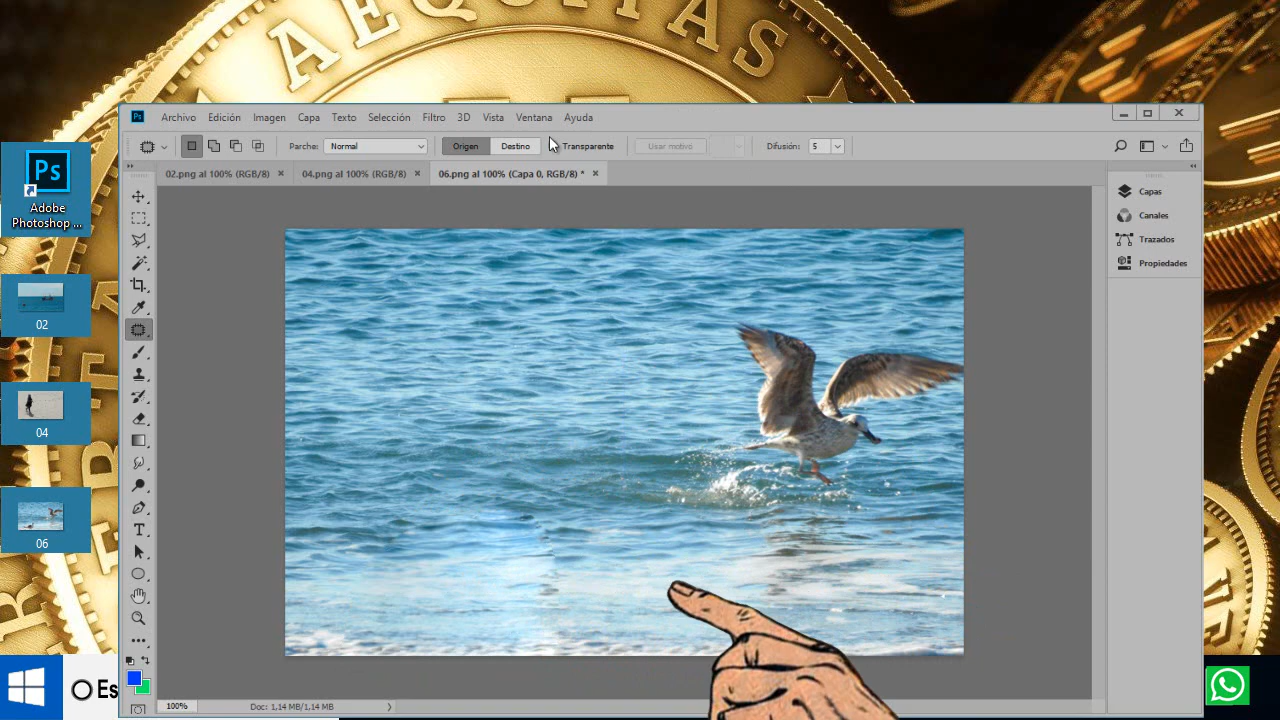 AEQUITAS
Ps
Archivo Edición Imagen Capa Texto Selección Filtro 3D Vista Ventana Ayuda
Parche: Normal Origen Destino Transparente Usar motivo Difusión: 5
02.png al 100% (RGB/8) × 04.png al 100% (RGB/8) × 06.png al 100% (Capa 0, RGB/8) * ×
Ps
Adobe
Photoshop ...
02
04
06
T
Capas
Canales
Trazados
Propiedades
100% Doc: 1,14 MB/1,14 MB
Es